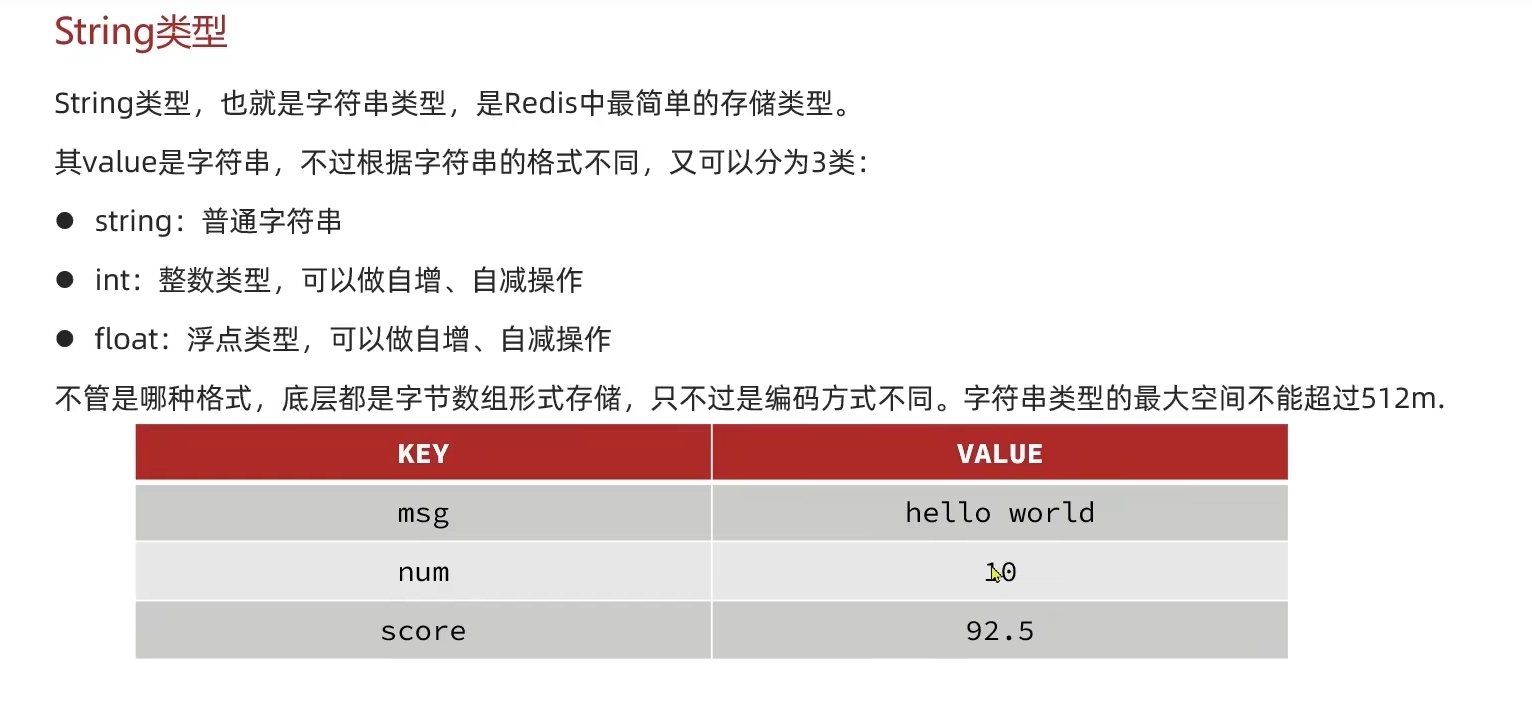 String类型
String类型，也就是字符串类型，是Redis中最简单的存储类型。
其value是字符串，不过根据字符串的格式不同，又可以分为3类：
● string：普通字符串
● int：整数类型，可以做自增、自减操作
● float：浮点类型，可以做自增、自减操作
不管是哪种格式，底层都是字节数组形式存储，只不过是编码方式不同。字符串类型的最大空间不能超过512m.
KEY VALUE
msg hello world
num 10
score 92.5